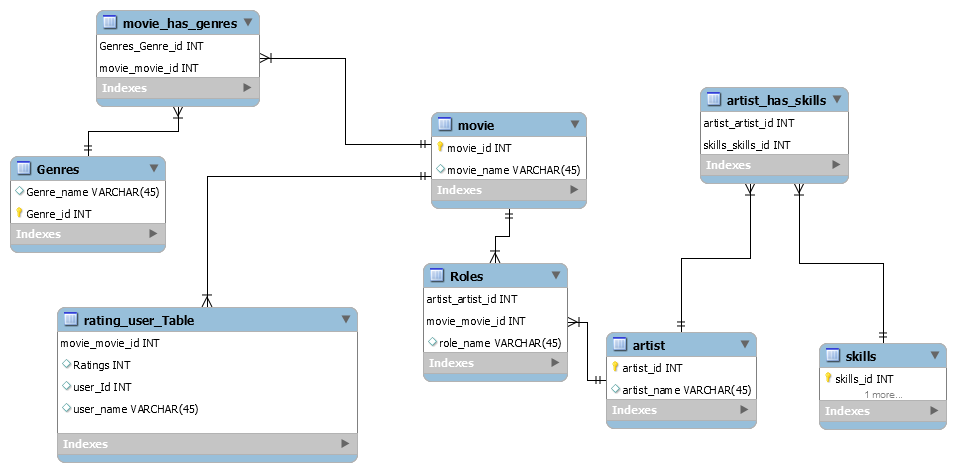 movie_has_genres
Genres_Genre_id INT
movie_movie_id INT
Indexes
Genres
Genre_name VARCHAR(45)
Genre_id INT
Indexes
movie
movie_id INT
movie_name VARCHAR(45)
Indexes
artist_has_skills
artist_artist_id INT
skills_skills_id INT
Indexes
rating_user_Table
movie_movie_id INT
Ratings INT
user_Id INT
user_name VARCHAR(45)
Indexes
Roles
artist_artist_id INT
movie_movie_id INT
role_name VARCHAR(45)
Indexes
artist
artist_id INT
artist_name VARCHAR(45)
Indexes
skills
skills_id INT
1 more...
Indexes